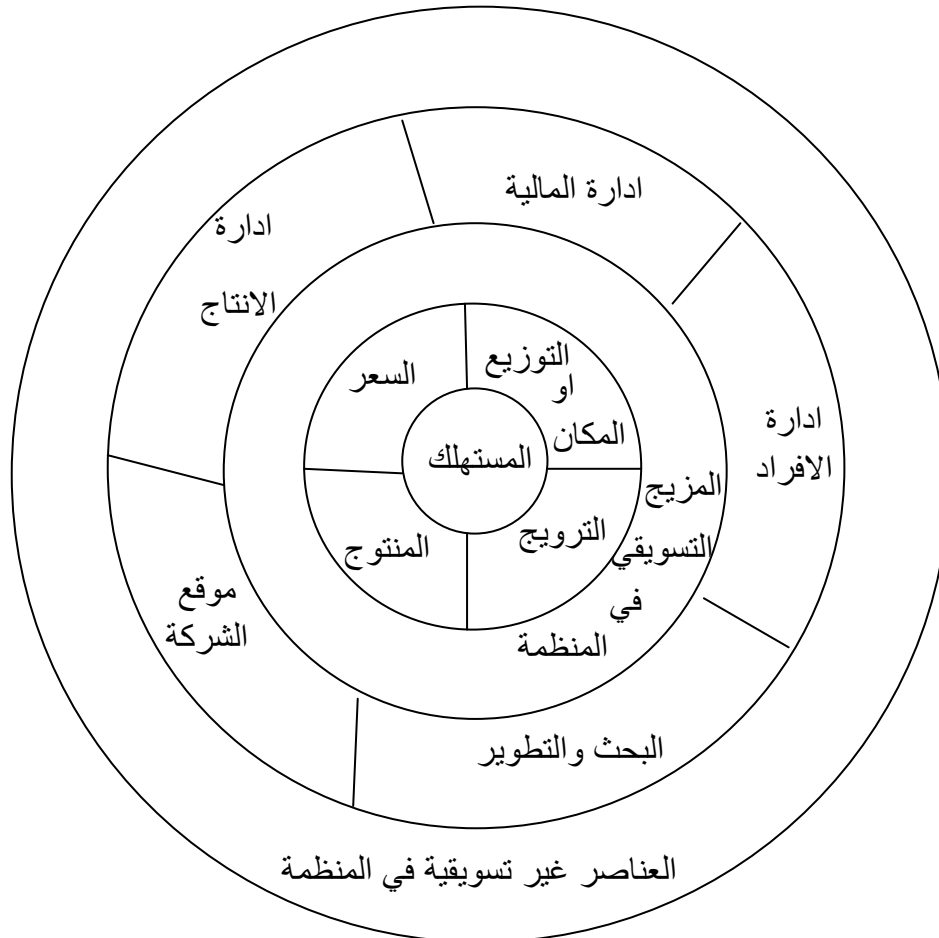 ادارة المالية
ادارة
الانتاج
ادارة
الافراد
السعر
التوزيع
او
المكان
المستهلك
المنتوج
الترويج
المزيج
التسويقي
في
المنظمة
موقع
الشركة
البحث والتطوير
العناصر غير تسويقية في المنظمة